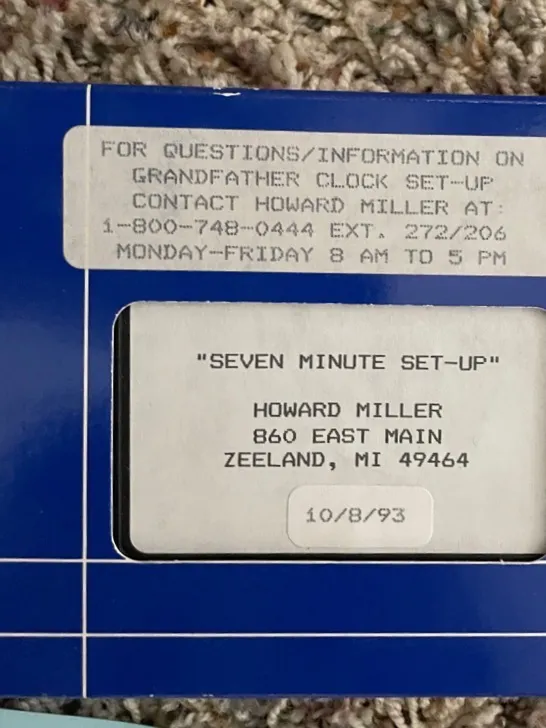 FOR QUESTIONS/INFORMATION ON
GRANDFATHER CLOCK SET-UP
CONTACT HOWARD MILLER AT:
1-800-748-0444 EXT. 272/206
MONDAY-FRIDAY 8 AM TO 5 PM
"SEVEN MINUTE SET-UP"
HOWARD MILLER
860 EAST MAIN
ZEELAND, MI 49464
10/8/93